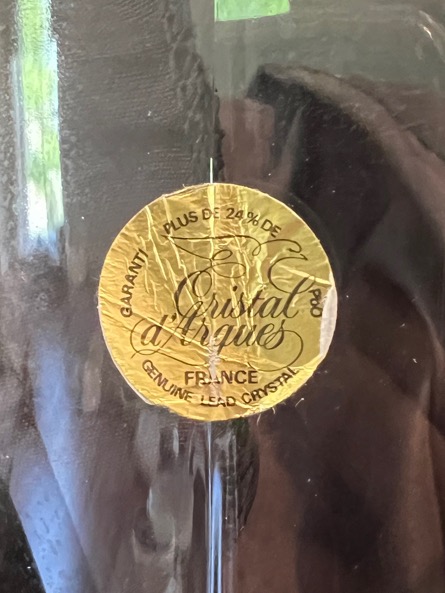 GARANTI PLUS DE 24% DE PbO
Cristal
d'Arques
FRANCE
GENUINE LEAD CRYSTAL